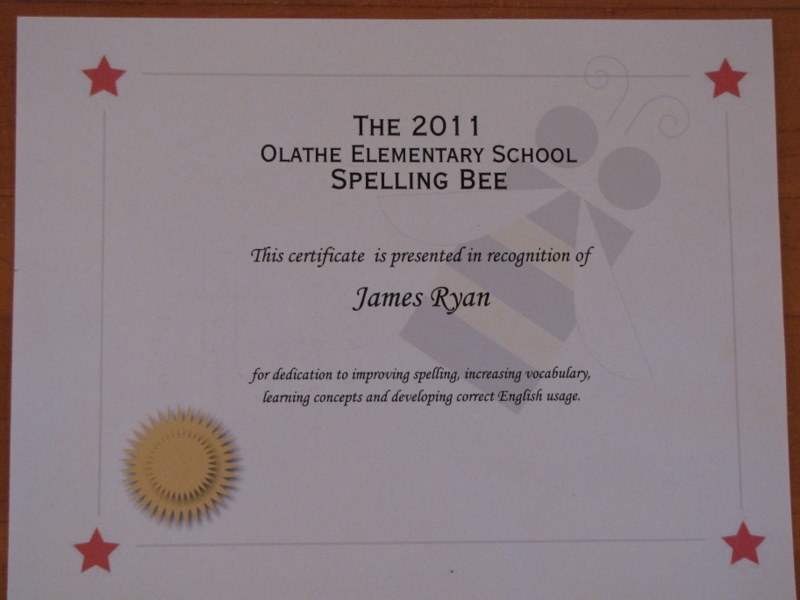 THE 2011
OLATHE ELEMENTARY SCHOOL
SPELLING BEE
This certificate is presented in recognition of
James Ryan
for dedication to improving spelling, increasing vocabulary,
learning concepts and developing correct English usage.